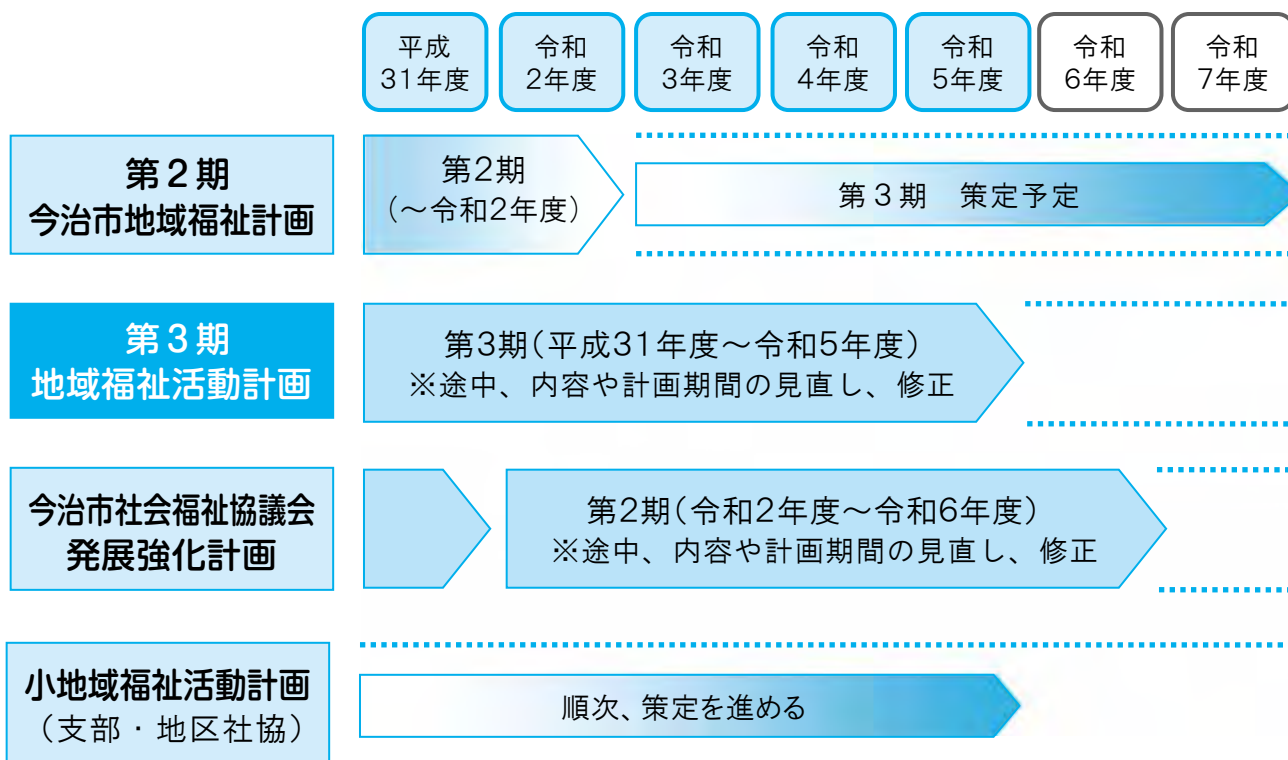 平成
31年度
令和
2年度
令和
3年度
令和
4年度
令和
5年度
令和
6年度
令和
7年度
第２期
今治市地域福祉計画
第2期
(～令和2年度)
第３期　策定予定
第３期
地域福祉活動計画
第3期(平成31年度～令和5年度)
※途中、内容や計画期間の見直し、修正
今治市社会福祉協議会
発展強化計画
第2期(令和2年度～令和6年度)
※途中、内容や計画期間の見直し、修正
小地域福祉活動計画
（支部・地区社協）
順次、策定を進める